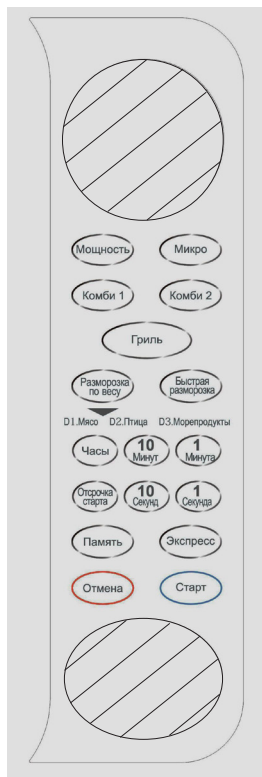 Мощность Микро
Комби 1 Комби 2
Гриль
Разморозка Быстрая
по весу разморозка
D1.Мясо D2.Птица D3.Морепродукты
Часы 10 1
Минут Минута
Отсрочка 10 1
старта Секунд Секунда
Память Экспресс
Отмена Старт